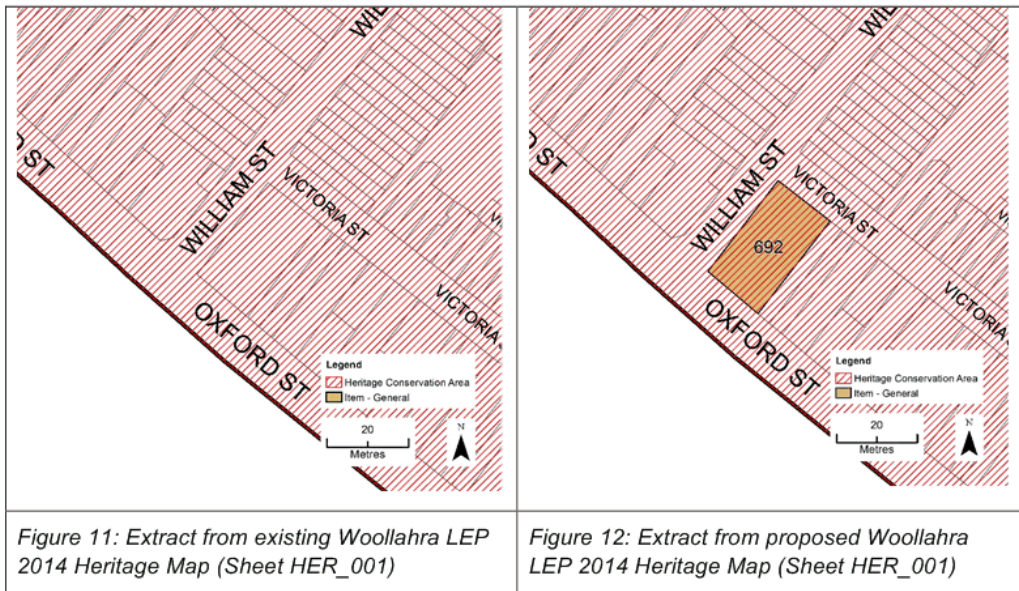 WIL
D ST
WILLIAM ST
VICTORIA ST
VIC
VICTORIA S
OXFORD ST
Legend
Heritage Conservation Area
Item - General
20
Metres
N
Figure 11: Extract from existing Woollahra LEP
2014 Heritage Map (Sheet HER_001)
WIL
D ST
WILLIAM ST
VICTORIA ST
692
VIC
VICTORIA
OXFORD ST
Legend
Heritage Conservation Area
Item - General
20
Metres
N
Figure 12: Extract from proposed Woollahra
LEP 2014 Heritage Map (Sheet HER_001)